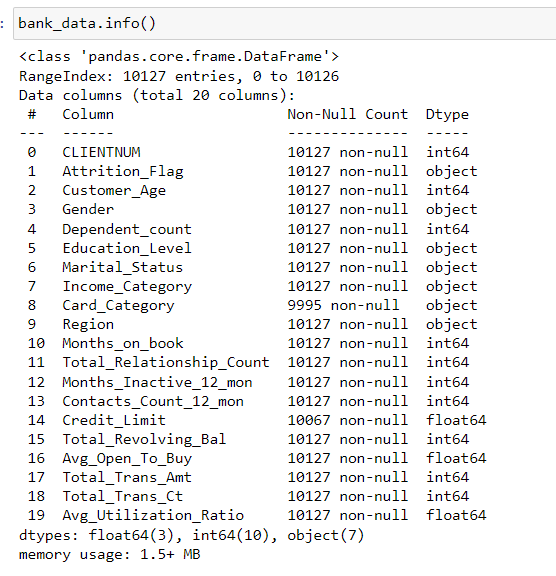 : bank_data.info()
<class 'pandas.core.frame.DataFrame'>
RangeIndex: 10127 entries, 0 to 10126
Data columns (total 20 columns):
 #   Column                    Non-Null Count  Dtype
---  ------                    --------------  -----
 0   CLIENTNUM                 10127 non-null  int64
 1   Attrition_Flag            10127 non-null  object
 2   Customer_Age              10127 non-null  int64
 3   Gender                    10127 non-null  object
 4   Dependent_count           10127 non-null  int64
 5   Education_Level           10127 non-null  object
 6   Marital_Status            10127 non-null  object
 7   Income_Category           10127 non-null  object
 8   Card_Category             9995 non-null   object
 9   Region                    10127 non-null  object
 10  Months_on_book            10127 non-null  int64
 11  Total_Relationship_Count  10127 non-null  int64
 12  Months_Inactive_12_mon    10127 non-null  int64
 13  Contacts_Count_12_mon     10127 non-null  int64
 14  Credit_Limit              10067 non-null  float64
 15  Total_Revolving_Bal       10127 non-null  int64
 16  Avg_Open_To_Buy           10127 non-null  float64
 17  Total_Trans_Amt           10127 non-null  int64
 18  Total_Trans_Ct            10127 non-null  int64
 19  Avg_Utilization_Ratio     10127 non-null  float64
dtypes: float64(3), int64(10), object(7)
memory usage: 1.5+ MB